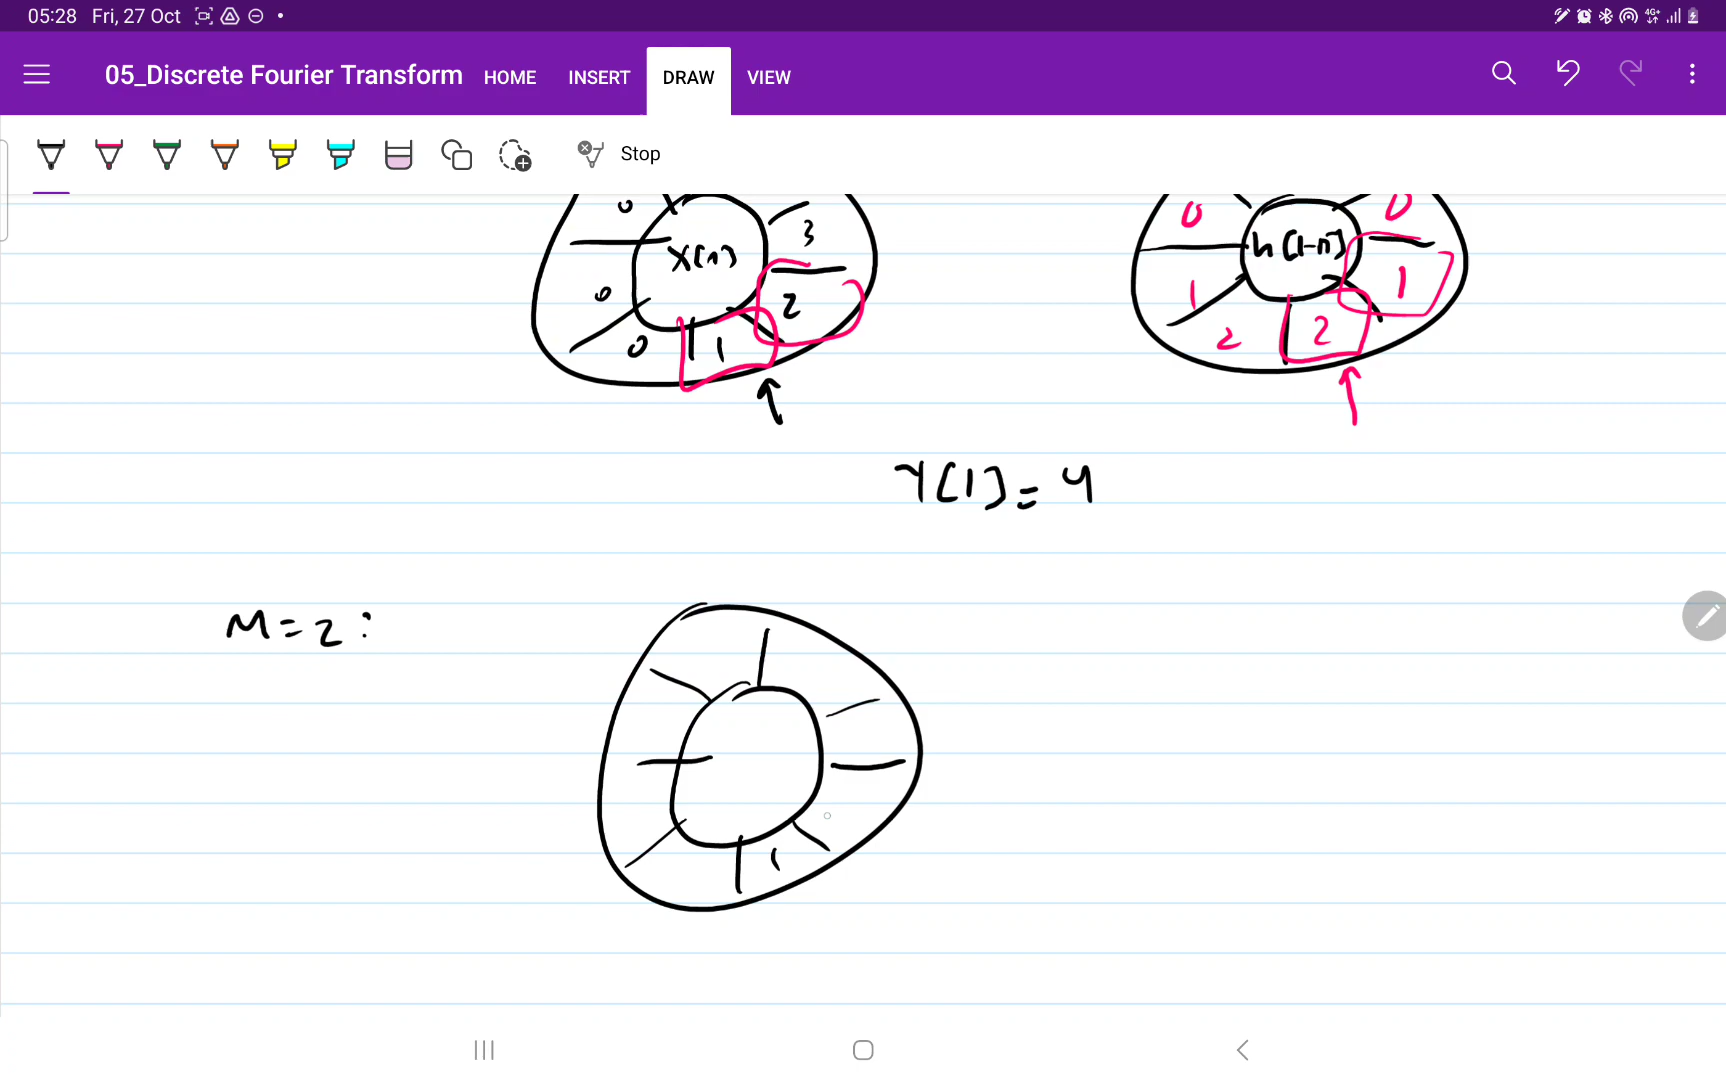 05:28 Fri, 27 Oct
4G+
05_Discrete Fourier Transform HOME INSERT DRAW VIEW
Stop
0 3
x[n]
0 2
0 1
0 0
h[1-n]
1 1
2 2
Y[1] = 4
M = 2 :
1